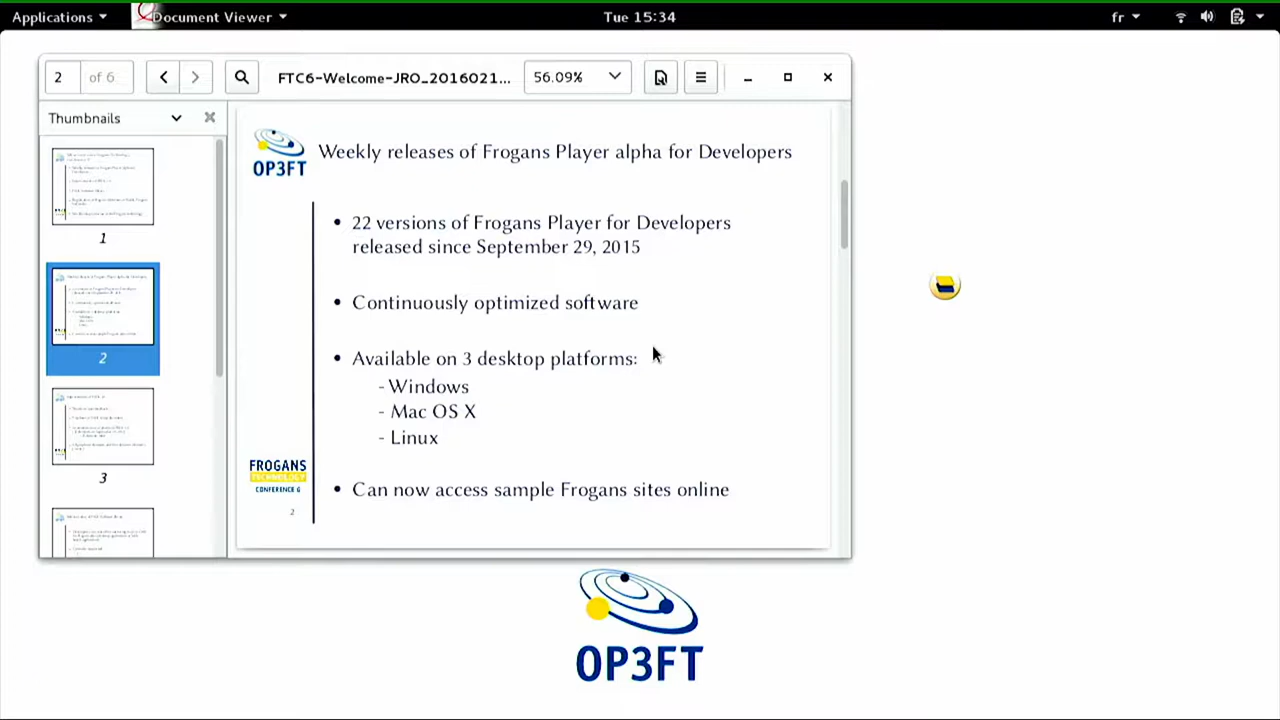 Applications
Document Viewer
Tue 15:34
fr
2
of 6
FTC6-Welcome-JRO_2016021...
56.09%
Thumbnails
1
2
3
OP3FT
Weekly releases of Frogans Player alpha for Developers
• 22 versions of Frogans Player for Developers
released since September 29, 2015
• Continuously optimized software
• Available on 3 desktop platforms:
- Windows
- Mac OS X
- Linux
• Can now access sample Frogans sites online
FROGANS
TECHNOLOGY
CONFERENCE 6
2
OP3FT